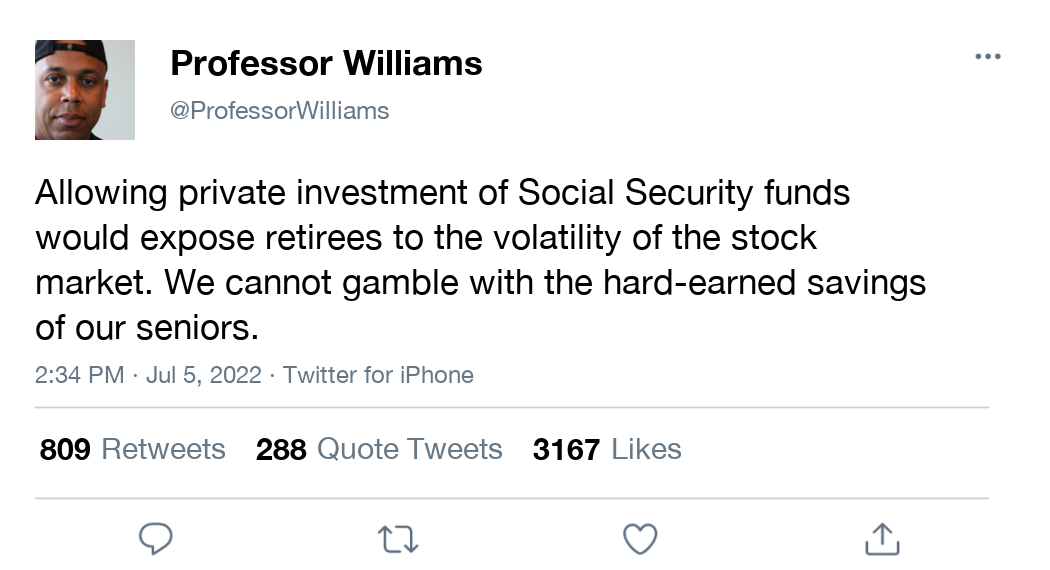 Professor Williams
@ProfessorWilliams
Allowing private investment of Social Security funds
would expose retirees to the volatility of the stock
market. We cannot gamble with the hard-earned savings
of our seniors.
2:34 PM · Jul 5, 2022 · Twitter for iPhone
809 Retweets 288 Quote Tweets 3167 Likes